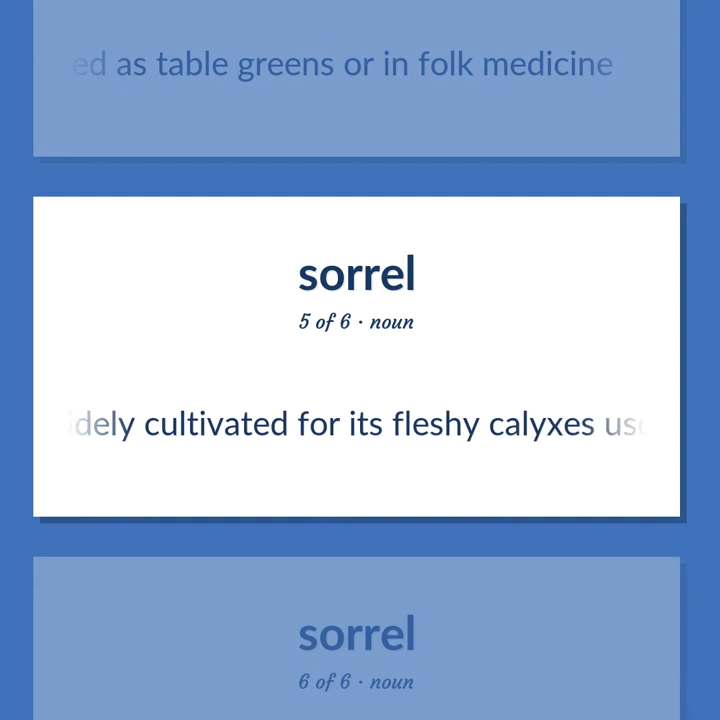 ed as table greens or in folk medicine
sorrel
5 of 6 · noun
idely cultivated for its fleshy calyxes us
sorrel
6 of 6 · noun